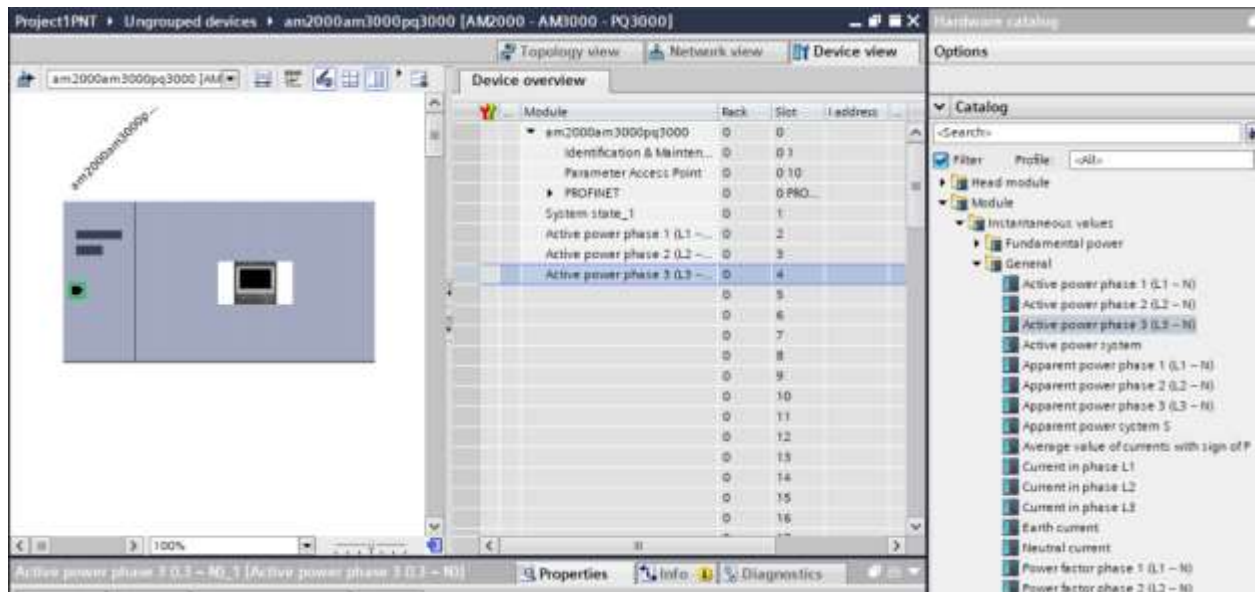 Project1PNT ▸ Ungrouped devices ▸ am2000am3000pq3000 [AM2000 - AM3000 - PQ3000]
Hardware catalog
Topology view Network view Device view
Options
am2000am3000pq3000 [AM
Device overview
Module Rack Slot I address
Catalog
<Search>
Filter Profile: <All>
am2000am3000p...
am2000am3000pq3000 0 0
Identification & Mainten... 0 0 1
Parameter Access Point 0 0 10
PROFINET 0 0 PRO...
System state_1 0 1
Active power phase 1 (L1 –... 0 2
Active power phase 2 (L2 –... 0 3
Active power phase 3 (L3 –... 0 4
0 5
0 6
0 7
0 8
0 9
0 10
0 11
0 12
0 13
0 14
0 15
0 16
Head module
Module
Instantaneous values
Fundamental power
General
Active power phase 1 (L1 – N)
Active power phase 2 (L2 – N)
Active power phase 3 (L3 – N)
Active power system
Apparent power phase 1 (L1 – N)
Apparent power phase 2 (L2 – N)
Apparent power phase 3 (L3 – N)
Apparent power system S
Average value of currents with sign of P
Current in phase L1
Current in phase L2
Current in phase L3
Earth current
Neutral current
Power factor phase 1 (L1 – N)
Power factor phase 2 (L2 – N)
100%
Active power phase 3 (L3 – N)_1 [Active power phase 3 (L3 – N)]
Properties Info Diagnostics